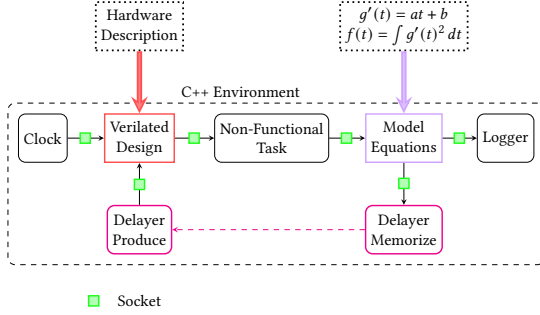 Hardware
Description
g′(t) = at + b
f(t) = ∫ g′(t)² dt
C++ Environment
Clock
Verilated
Design
Non-Functional
Task
Model
Equations
Logger
Delayer
Produce
Delayer
Memorize
Socket